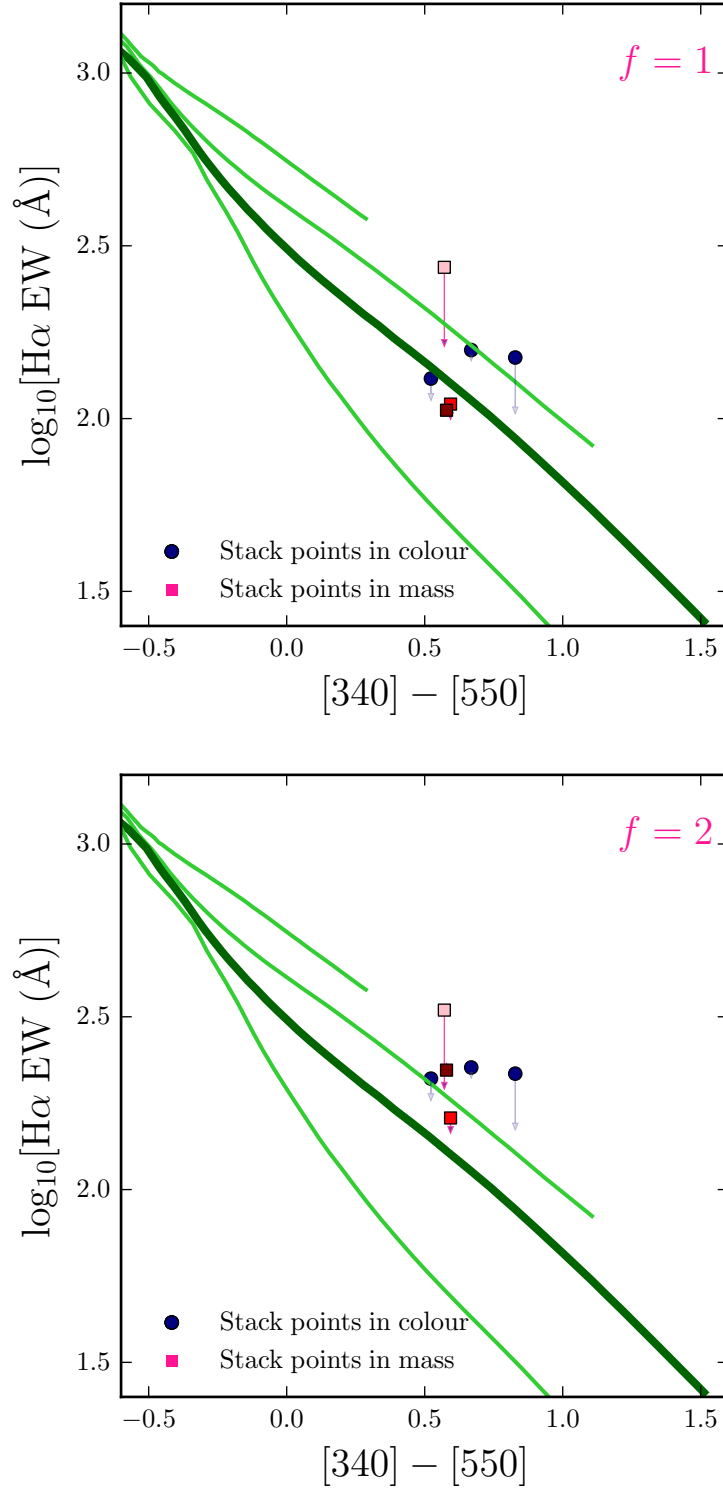 f = 1
3.0
2.5
2.0
1.5
log₁₀[Hα EW (Å)]
Stack points in colour
Stack points in mass
−0.5 0.0 0.5 1.0 1.5
[340] − [550]
f = 2
3.0
2.5
2.0
1.5
log₁₀[Hα EW (Å)]
Stack points in colour
Stack points in mass
−0.5 0.0 0.5 1.0 1.5
[340] − [550]